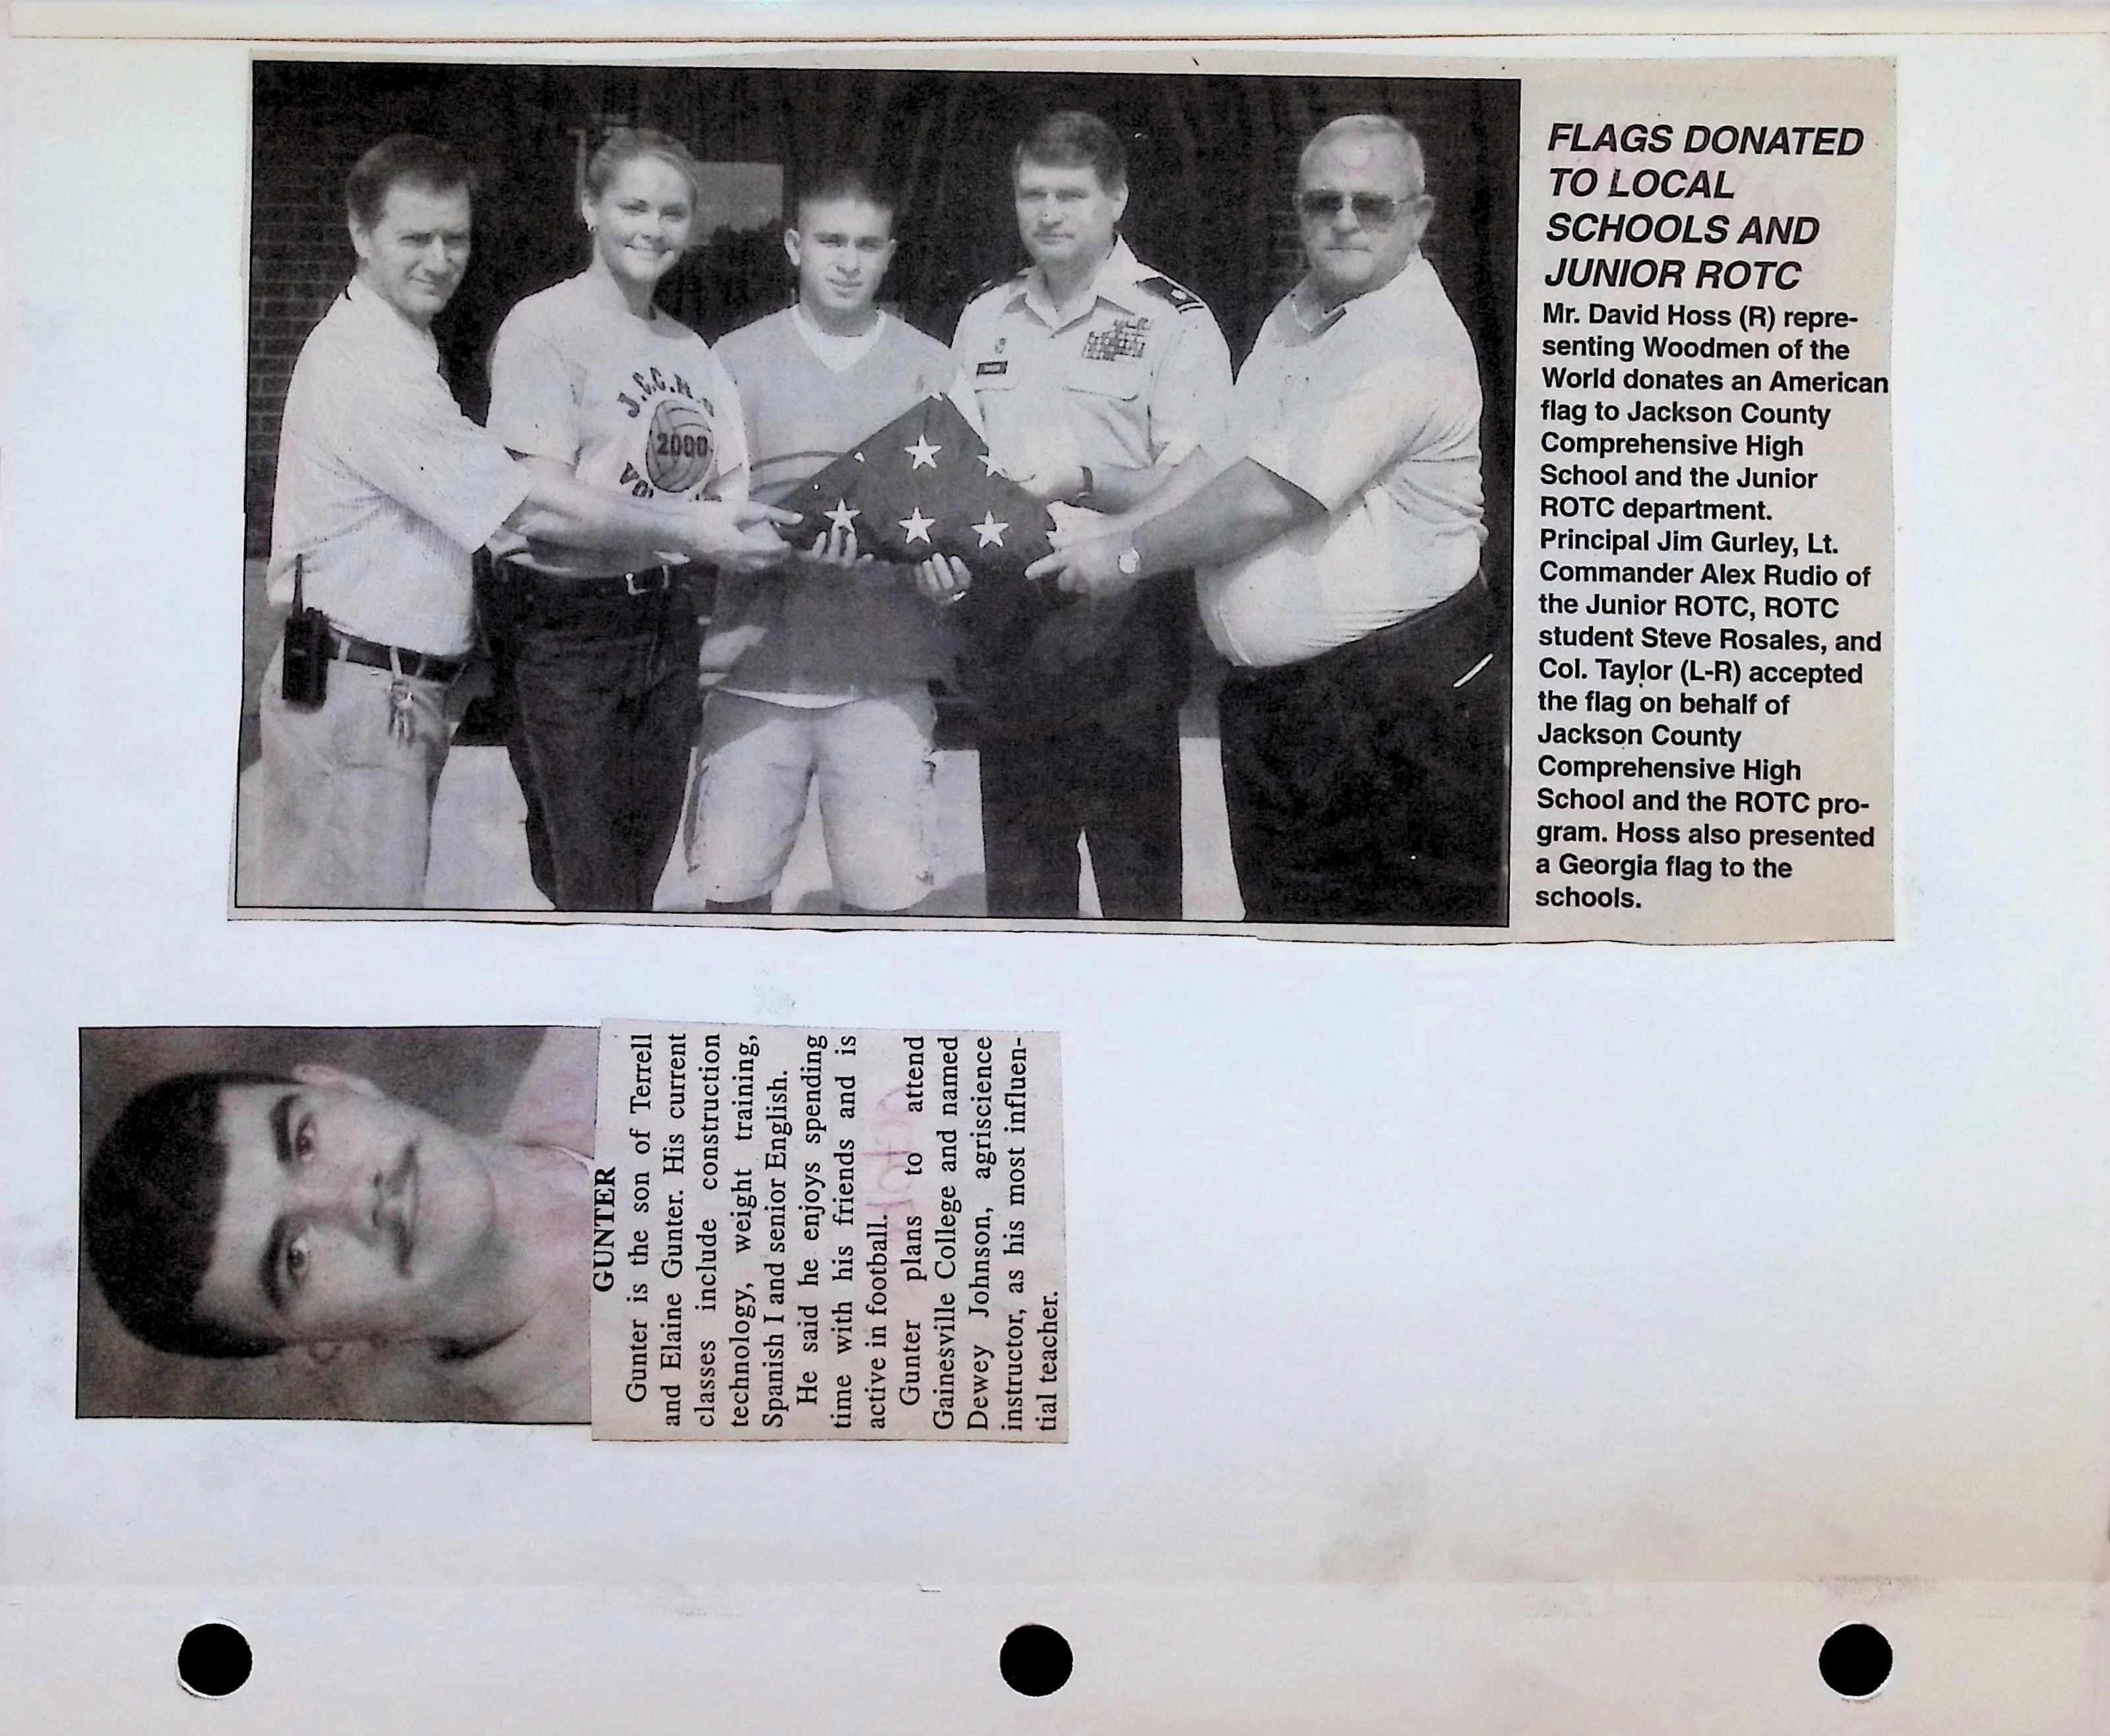 J.C.C.H.S
2000
FLAGS DONATED
TO LOCAL
SCHOOLS AND
JUNIOR ROTC
Mr. David Hoss (R) repre-
senting Woodmen of the
World donates an American
flag to Jackson County
Comprehensive High
School and the Junior
ROTC department.
Principal Jim Gurley, Lt.
Commander Alex Rudio of
the Junior ROTC, ROTC
student Steve Rosales, and
Col. Taylor (L-R) accepted
the flag on behalf of
Jackson County
Comprehensive High
School and the ROTC pro-
gram. Hoss also presented
a Georgia flag to the
schools.
GUNTER
Gunter is the son of Terrell
and Elaine Gunter. His current
classes include construction
technology, weight training,
Spanish I and senior English.
He said he enjoys spending
time with his friends and is
active in football.
Gunter plans to attend
Gainesville College and named
Dewey Johnson, agriscience
instructor, as his most influen-
tial teacher.